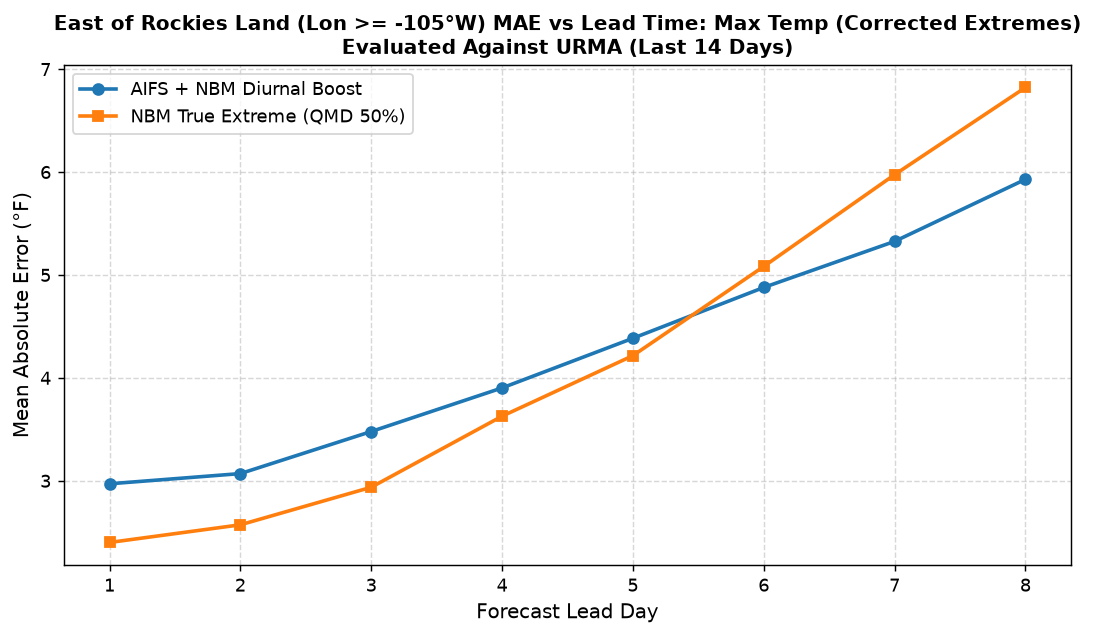 East of Rockies Land (Lon >= -105°W) MAE vs Lead Time: Max Temp (Corrected Extremes)
Evaluated Against URMA (Last 14 Days)
AIFS + NBM Diurnal Boost
NBM True Extreme (QMD 50%)
Mean Absolute Error (°F)
7
6
5
4
3
1 2 3 4 5 6 7 8
Forecast Lead Day